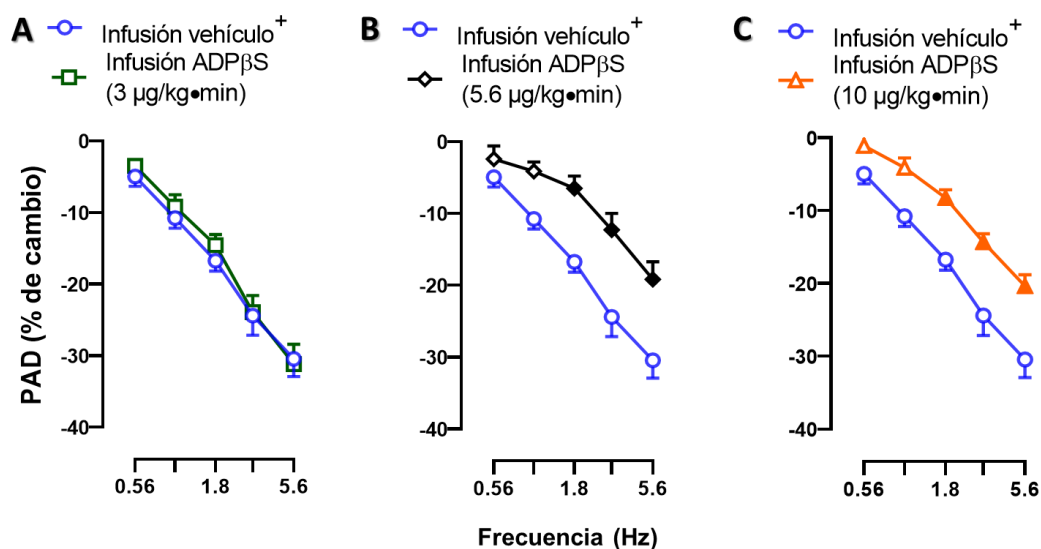 A
Infusión vehículo+
Infusión ADPβS
(3 µg/kg•min)
B
Infusión vehículo+
Infusión ADPβS
(5.6 µg/kg•min)
C
Infusión vehículo+
Infusión ADPβS
(10 µg/kg•min)
PAD (% de cambio)
0
-10
-20
-30
-40
0.56
1.8
5.6
0
-10
-20
-30
-40
0.56
1.8
5.6
0
-10
-20
-30
-40
0.56
1.8
5.6
Frecuencia (Hz)